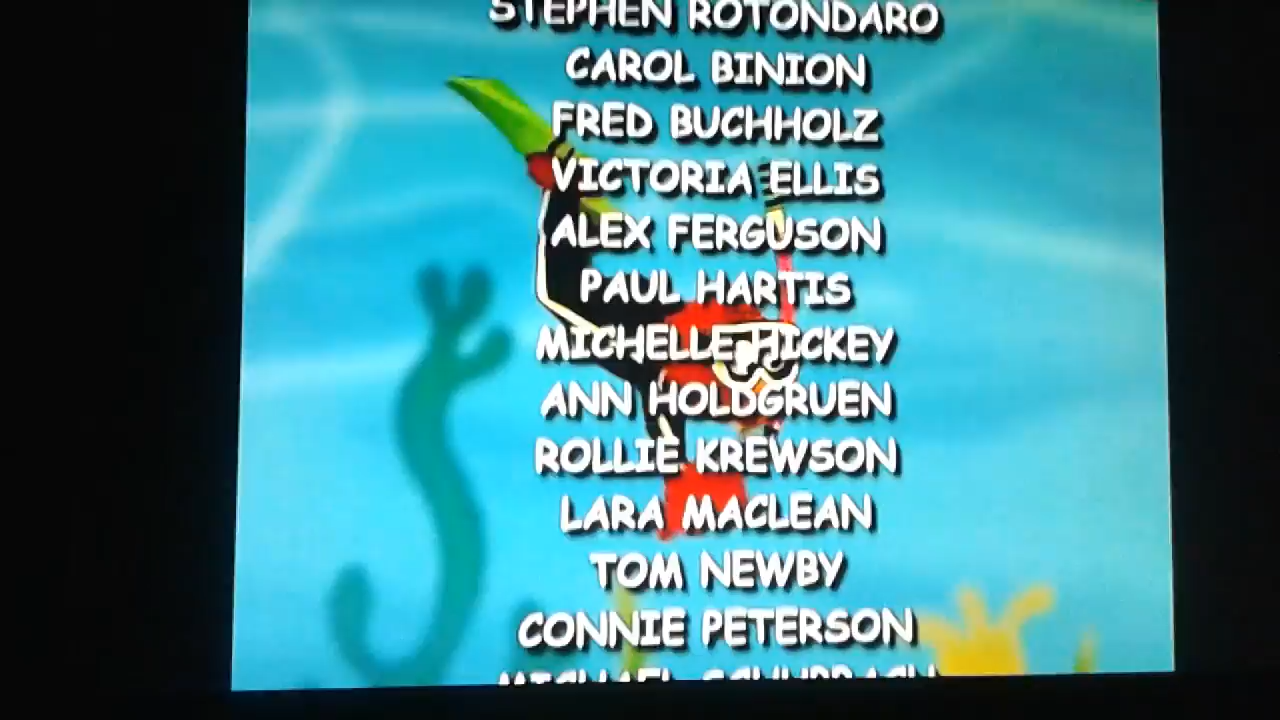 STEPHEN ROTONDARO
CAROL BINION
FRED BUCHHOLZ
VICTORIA ELLIS
ALEX FERGUSON
PAUL HARTIS
MICHELLE HICKEY
ANN HOLDGRUEN
ROLLIE KREWSON
LARA MACLEAN
TOM NEWBY
CONNIE PETERSON
MICHAEL